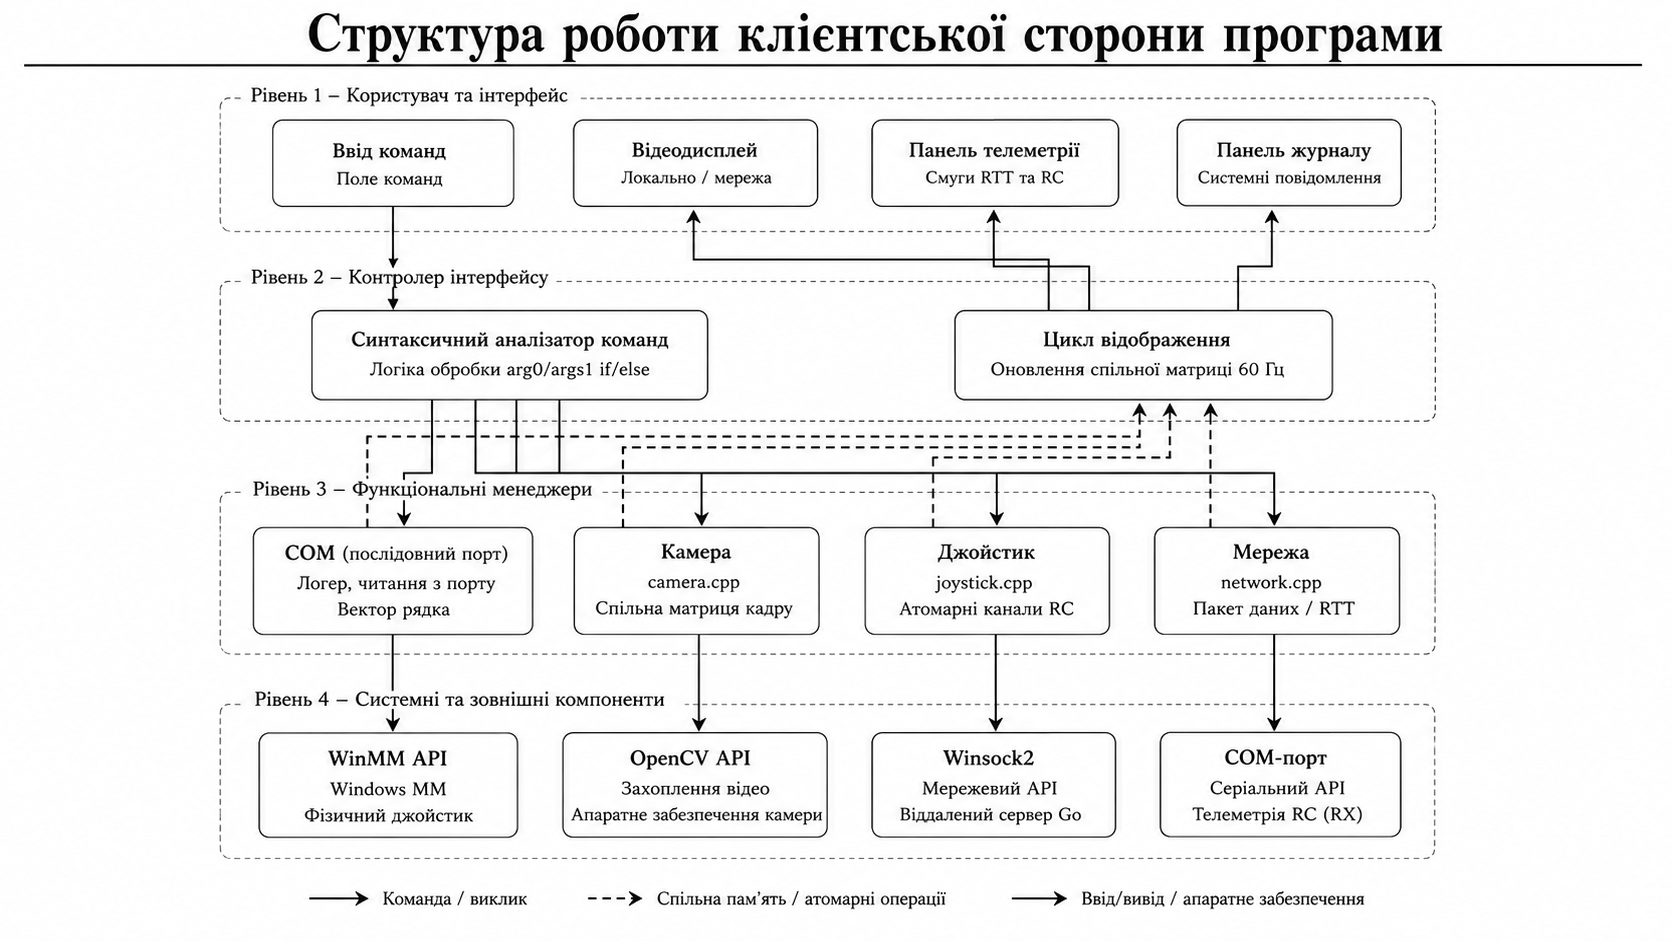 Структура роботи клієнтської сторони програми
Рівень 1 – Користувач та інтерфейс
Ввід команд
Поле команд
Відеодисплей
Локально / мережа
Панель телеметрії
Смуги RTT та RC
Панель журналу
Системні повідомлення
Рівень 2 – Контролер інтерфейсу
Синтаксичний аналізатор команд
Логіка обробки arg0/args1 if/else
Цикл відображення
Оновлення спільної матриці 60 Гц
Рівень 3 – Функціональні менеджери
COM (послідовний порт)
Логер, читання з порту
Вектор рядка
Камера
camera.cpp
Спільна матриця кадру
Джойстик
joystick.cpp
Атомарні канали RC
Мережа
network.cpp
Пакет даних / RTT
Рівень 4 – Системні та зовнішні компоненти
WinMM API
Windows MM
Фізичний джойстик
OpenCV API
Захоплення відео
Апаратне забезпечення камери
Winsock2
Мережевий API
Віддалений сервер Go
COM-порт
Серіальний API
Телеметрія RC (RX)
Команда / виклик
Спільна пам'ять / атомарні операції
Ввід/вивід / апаратне забезпечення